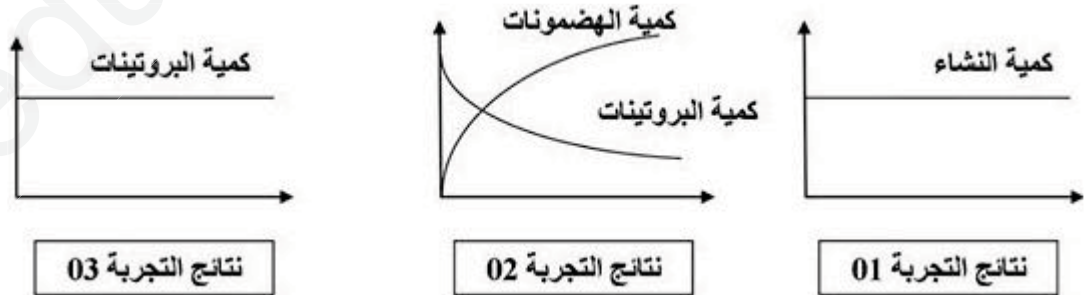 كمية النشاء
نتائج التجربة 01
كمية الهضمونات
كمية البروتينات
نتائج التجربة 02
كمية البروتينات
نتائج التجربة 03